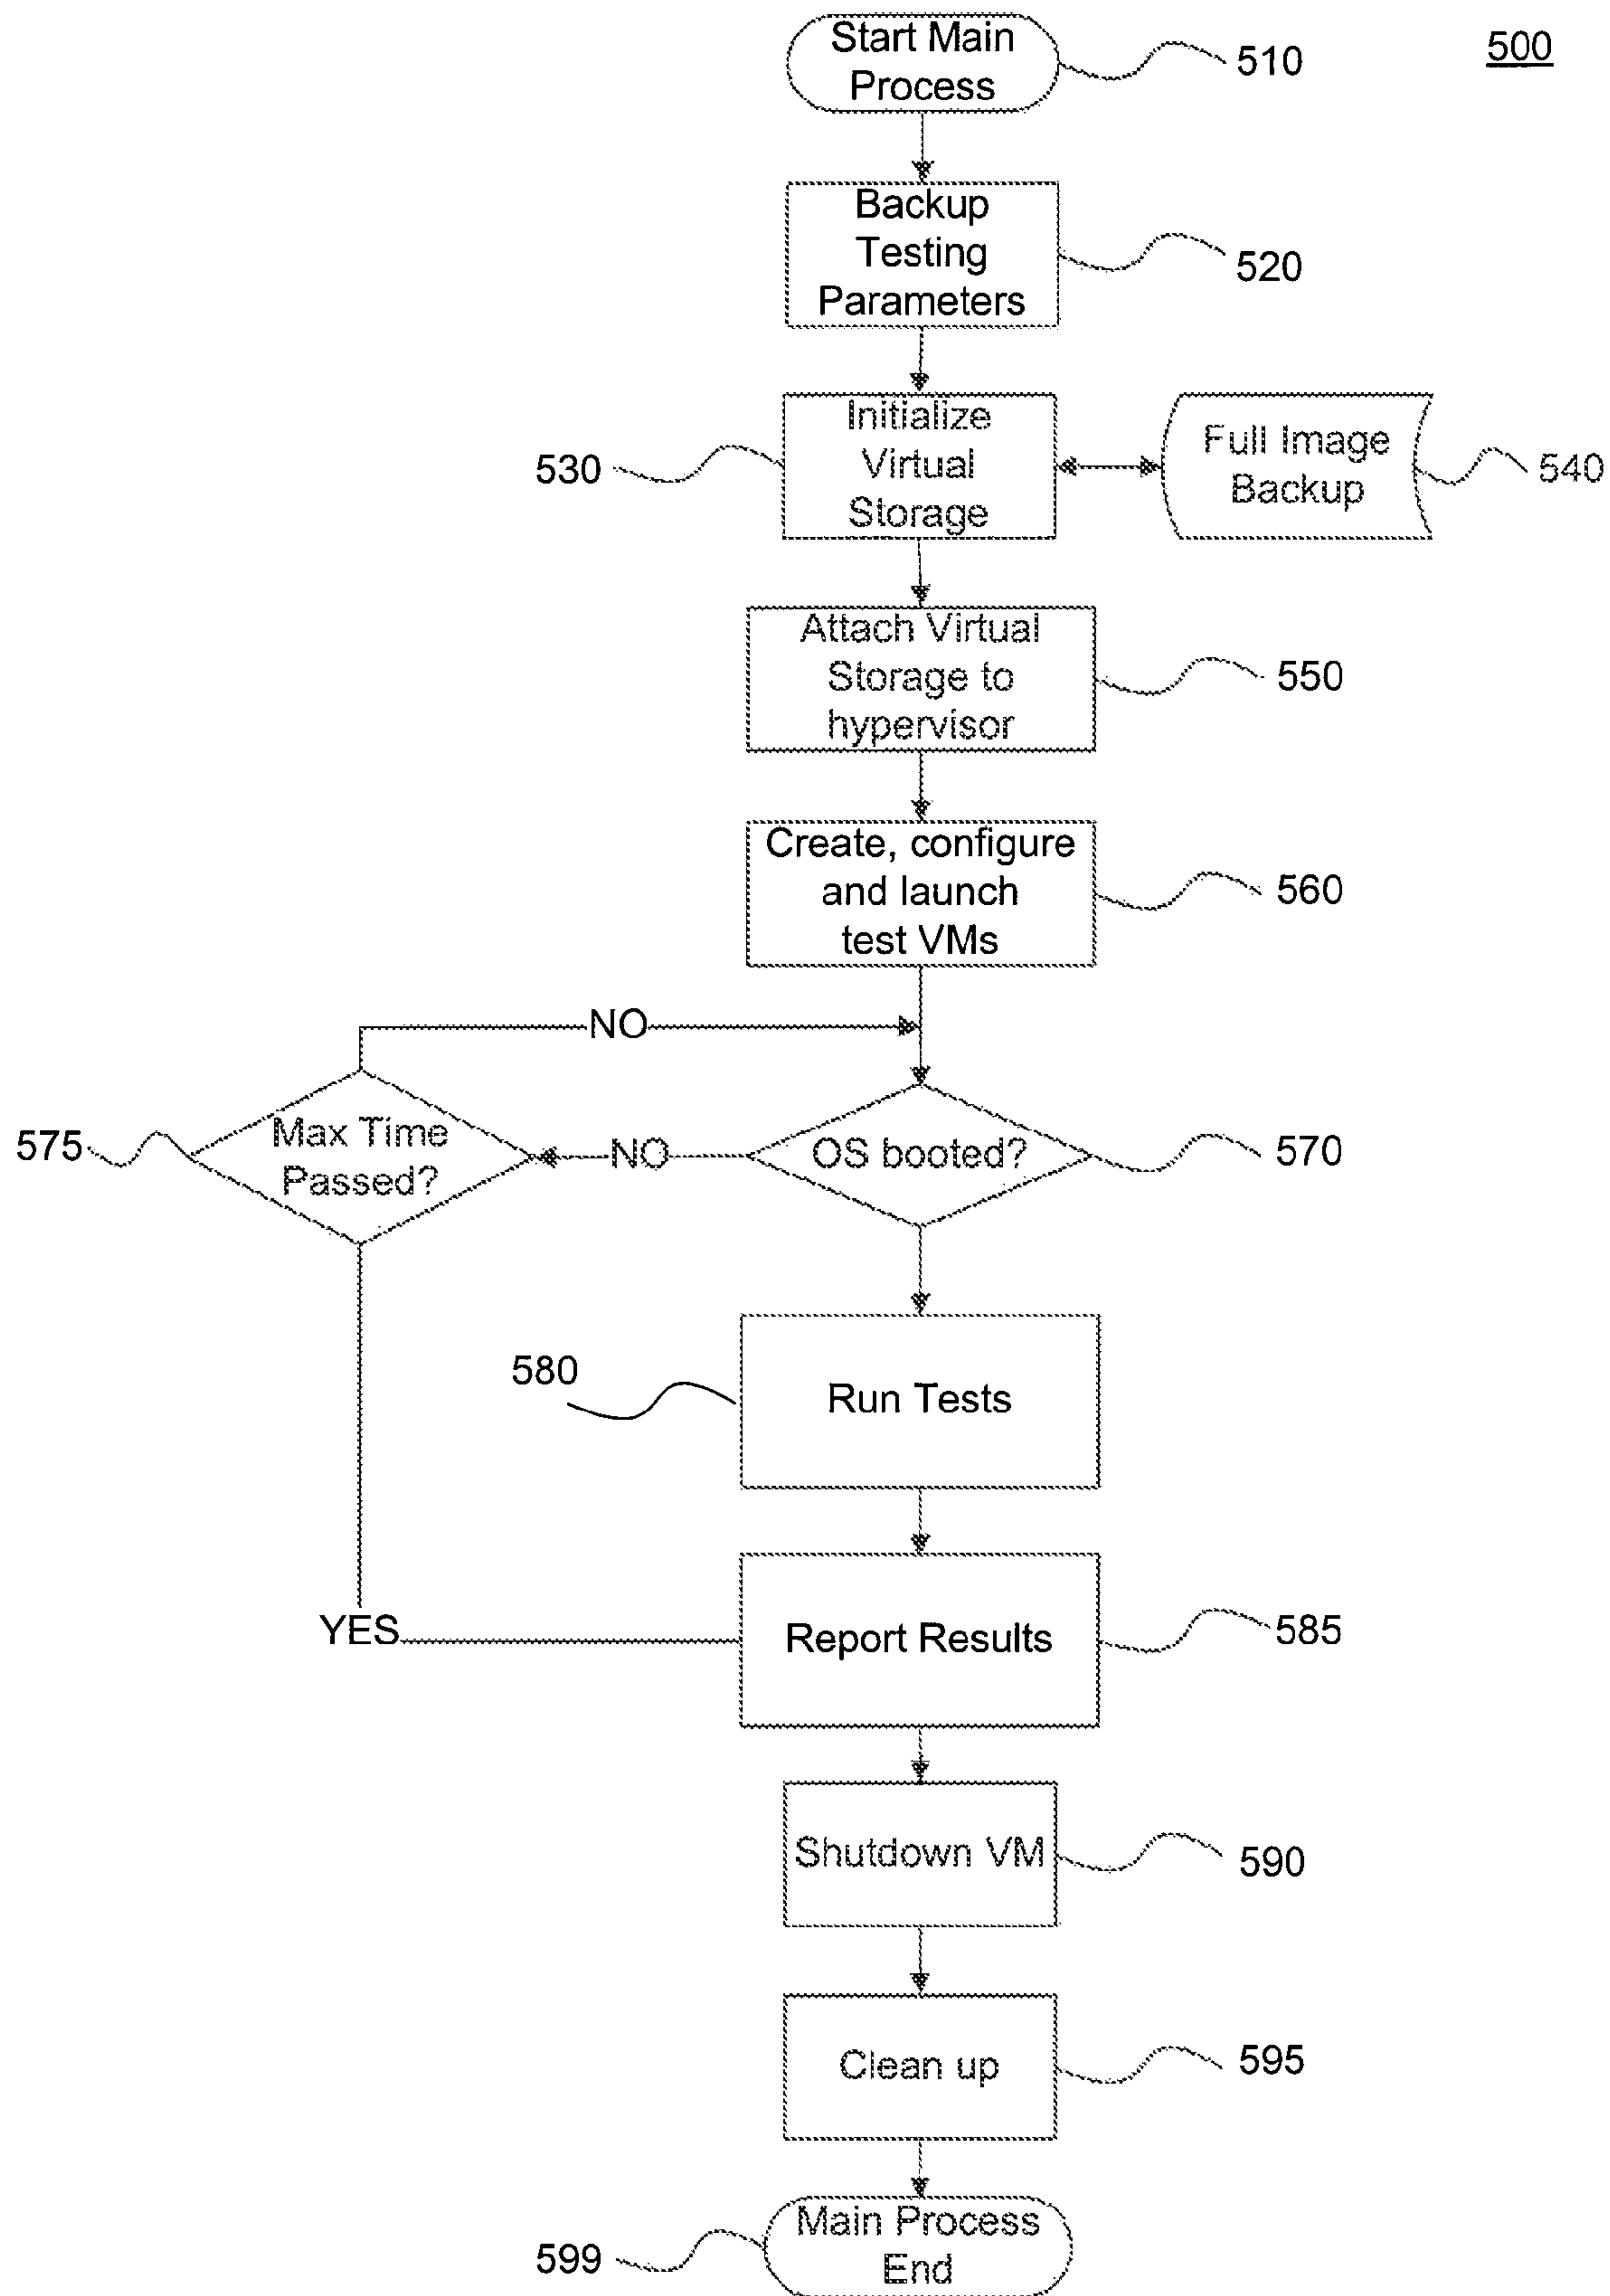 Start Main
Process
510
500
Backup
Testing
Parameters
520
Initialize
Virtual
Storage
530
Full Image
Backup
540
Attach Virtual
Storage to
hypervisor
550
Create, configure
and launch
test VMs
560
NO
Max Time
Passed?
575
NO
OS booted?
570
580
Run Tests
YES
Report Results
585
Shutdown VM
590
Clean up
595
Main Process
End
599